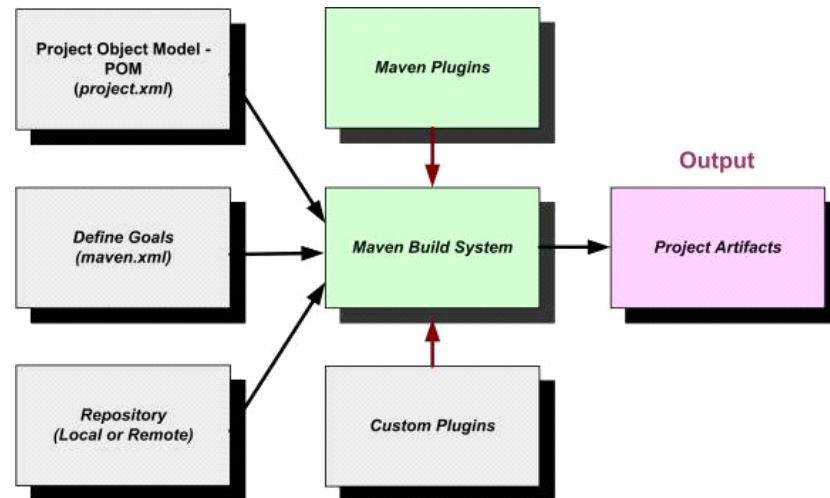 Project Object Model -
POM
(project.xml)
Maven Plugins
Output
Define Goals
(maven.xml)
Maven Build System
Project Artifacts
Repository
(Local or Remote)
Custom Plugins